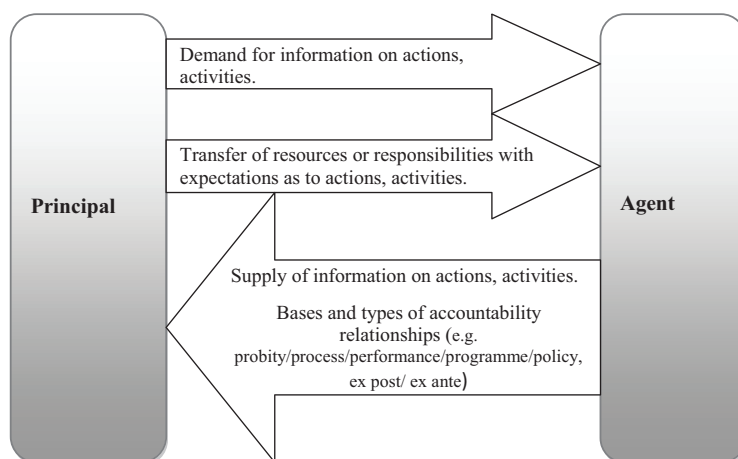 Demand for information on actions,
activities.
Transfer of resources or responsibilities with
expectations as to actions, activities.
Principal
Agent
Supply of information on actions, activities.
Bases and types of accountability
relationships (e.g.
probity/process/performance/programme/policy,
ex post/ ex ante)